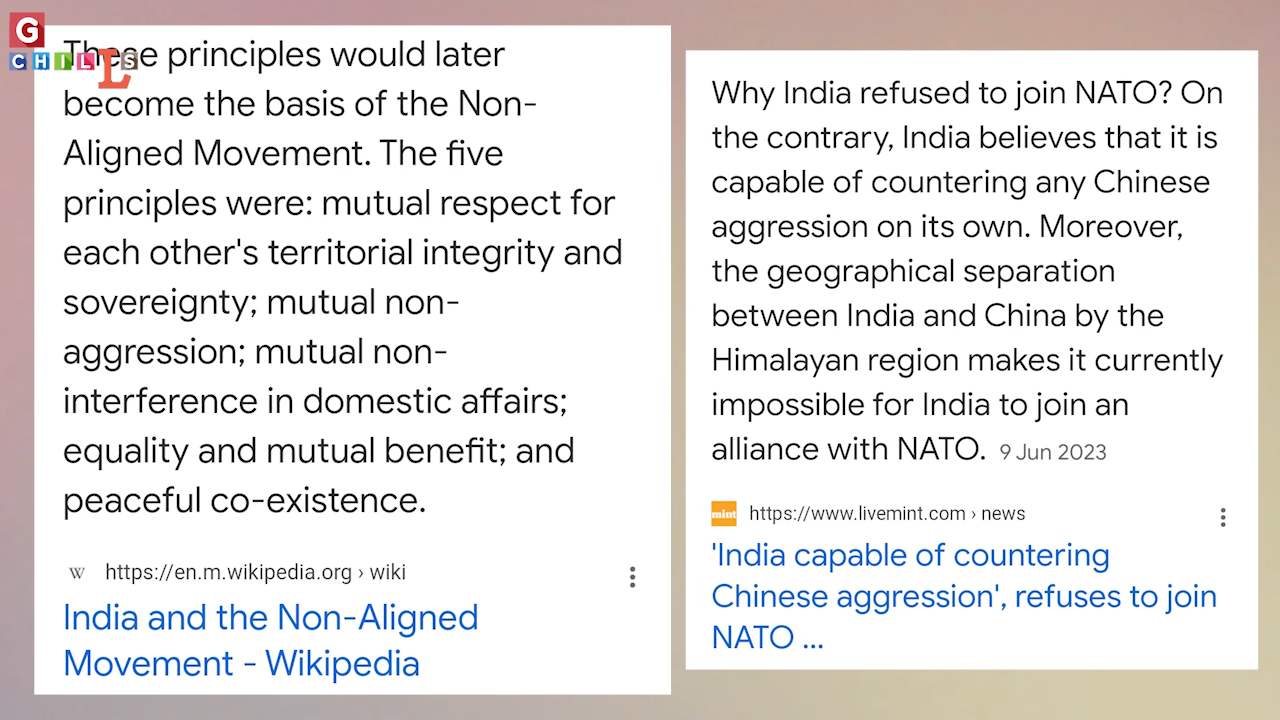 G
CHILLS
These principles would later
become the basis of the Non-
Aligned Movement. The five
principles were: mutual respect for
each other's territorial integrity and
sovereignty; mutual non-
aggression; mutual non-
interference in domestic affairs;
equality and mutual benefit; and
peaceful co-existence.
W https://en.m.wikipedia.org › wiki
India and the Non-Aligned
Movement - Wikipedia
Why India refused to join NATO? On
the contrary, India believes that it is
capable of countering any Chinese
aggression on its own. Moreover,
the geographical separation
between India and China by the
Himalayan region makes it currently
impossible for India to join an
alliance with NATO. 9 Jun 2023
mint https://www.livemint.com › news
'India capable of countering
Chinese aggression', refuses to join
NATO ...